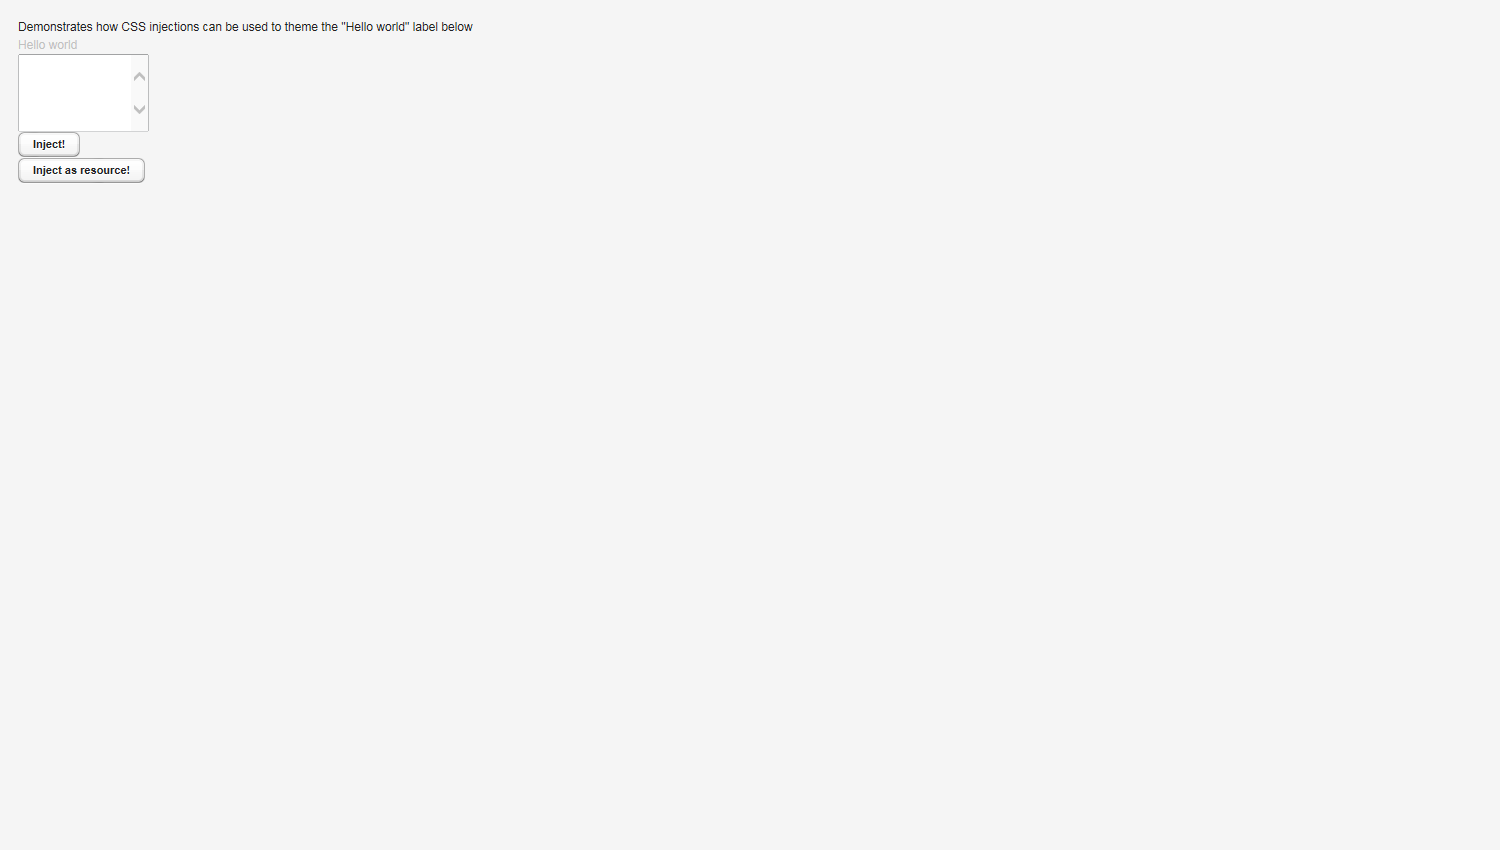 Demonstrates how CSS injections can be used to theme the "Hello world" label below
Hello world
Inject!
Inject as resource!